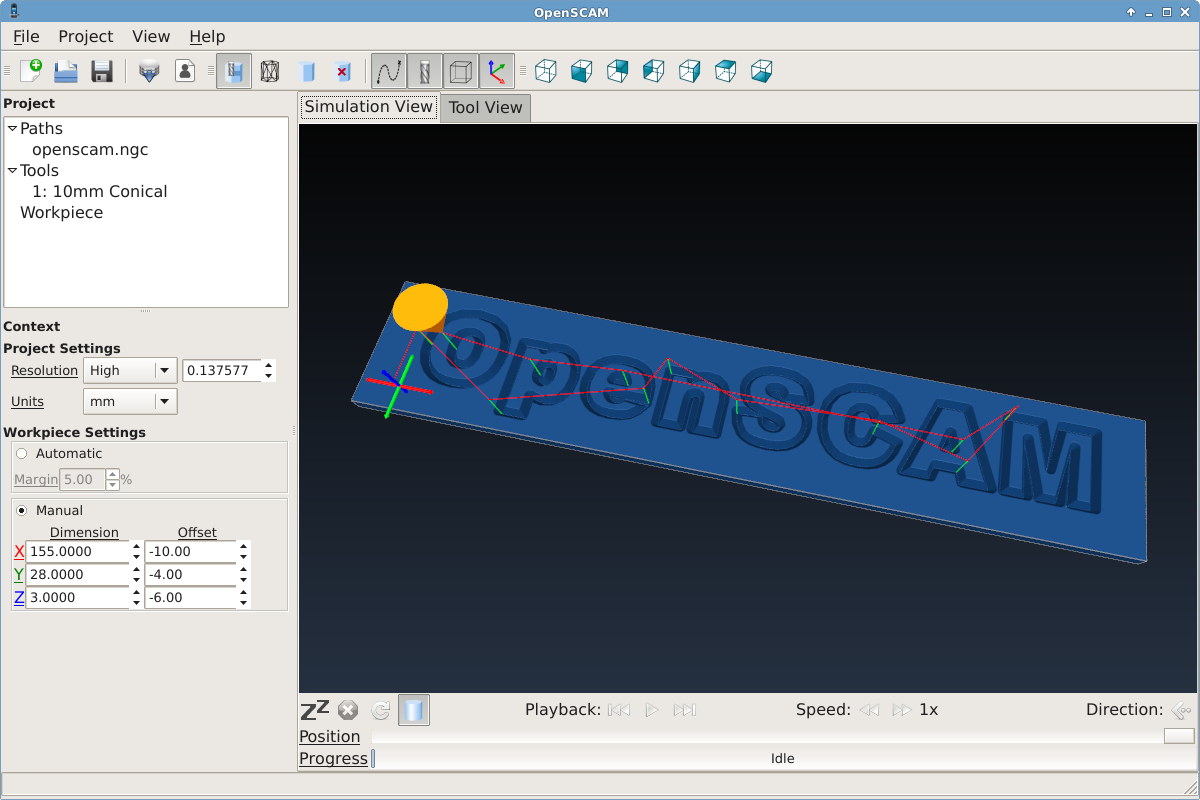 OpenSCAM
File Project View Help
Project
Simulation View Tool View
Paths
openscam.ngc
Tools
1: 10mm Conical
Workpiece
Context
Project Settings
Resolution High 0.137577
Units mm
Workpiece Settings
Automatic
Margin 5.00 %
Manual
Dimension Offset
X 155.0000 -10.00
Y 28.0000 -4.00
Z 3.0000 -6.00
OpenSCAM
ZZ Playback: Speed: 1x Direction:
Position
Progress Idle